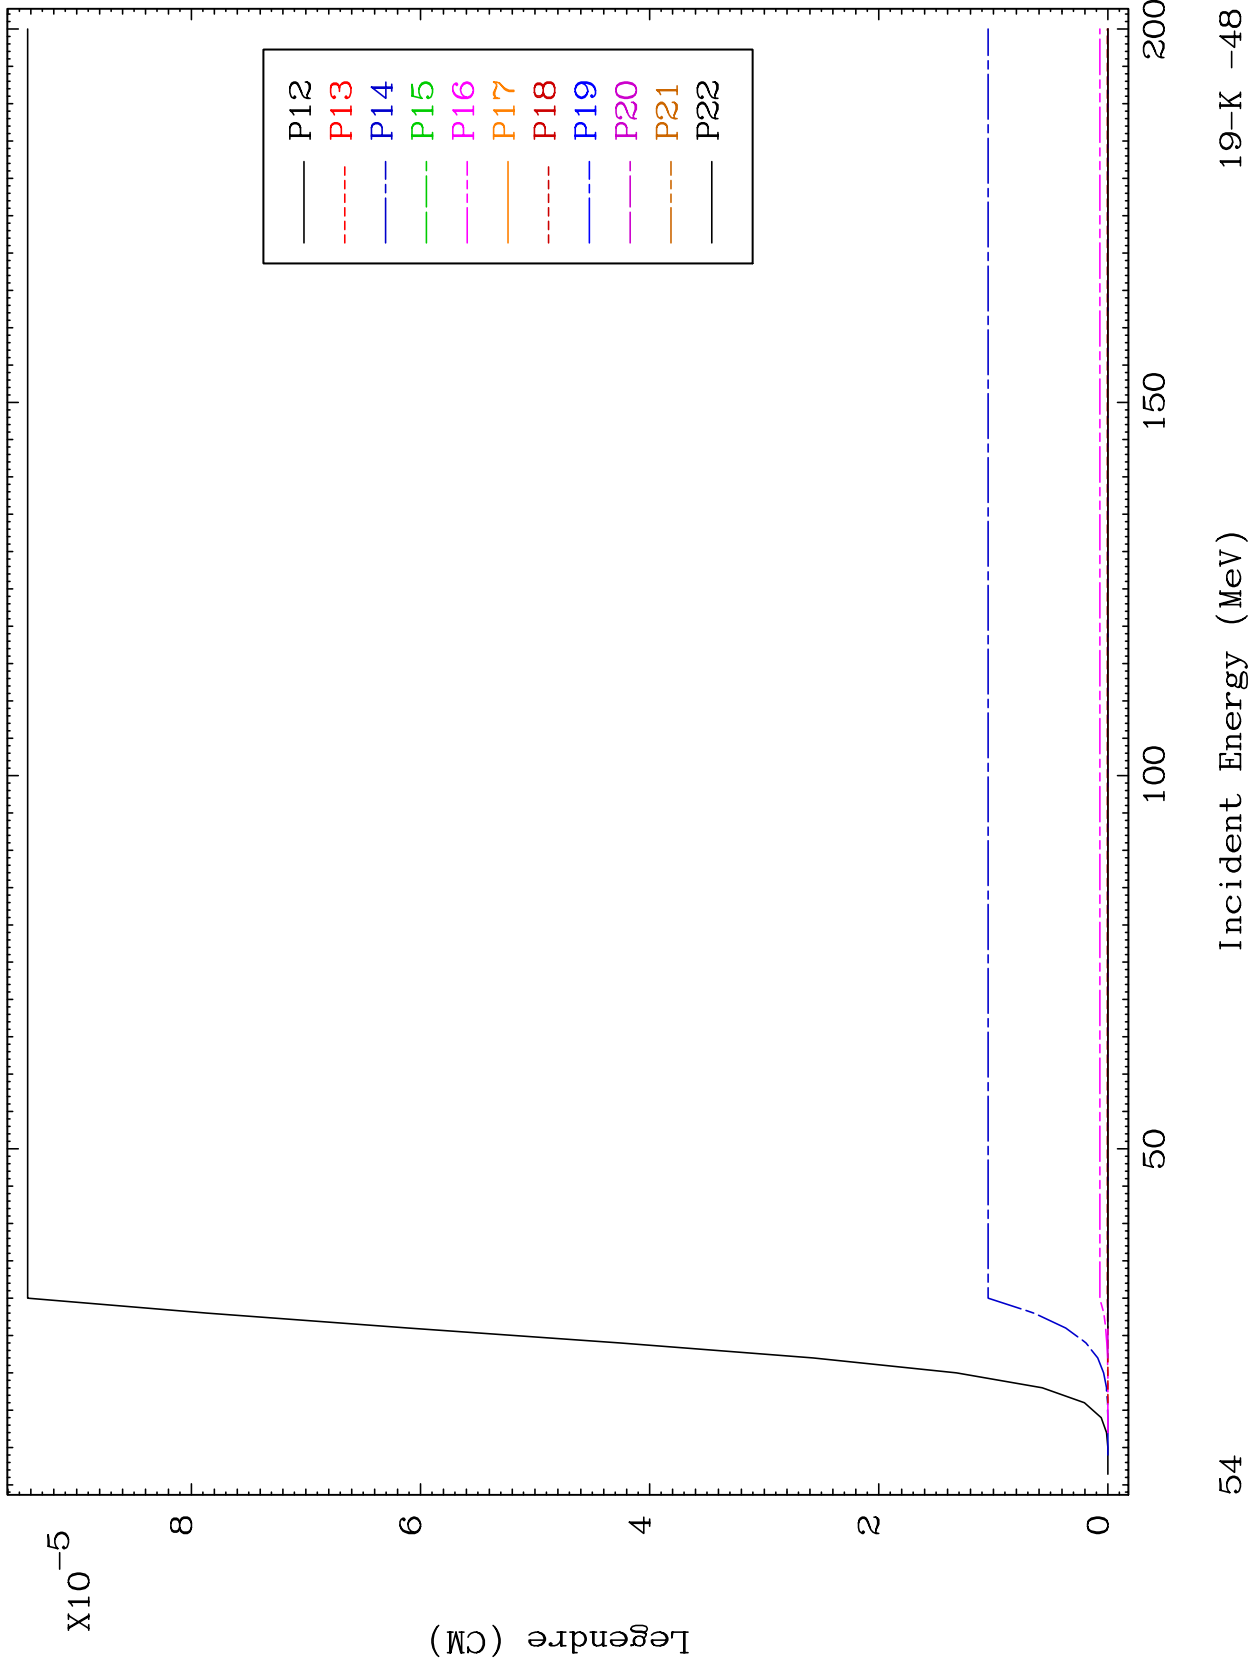 X10 -5
Legendre (CM)
8
6
4
2
0
50
100
150
200
Incident Energy (MeV)
P12
P13
P14
P15
P16
P17
P18
P19
P20
P21
P22
54
19-K -48